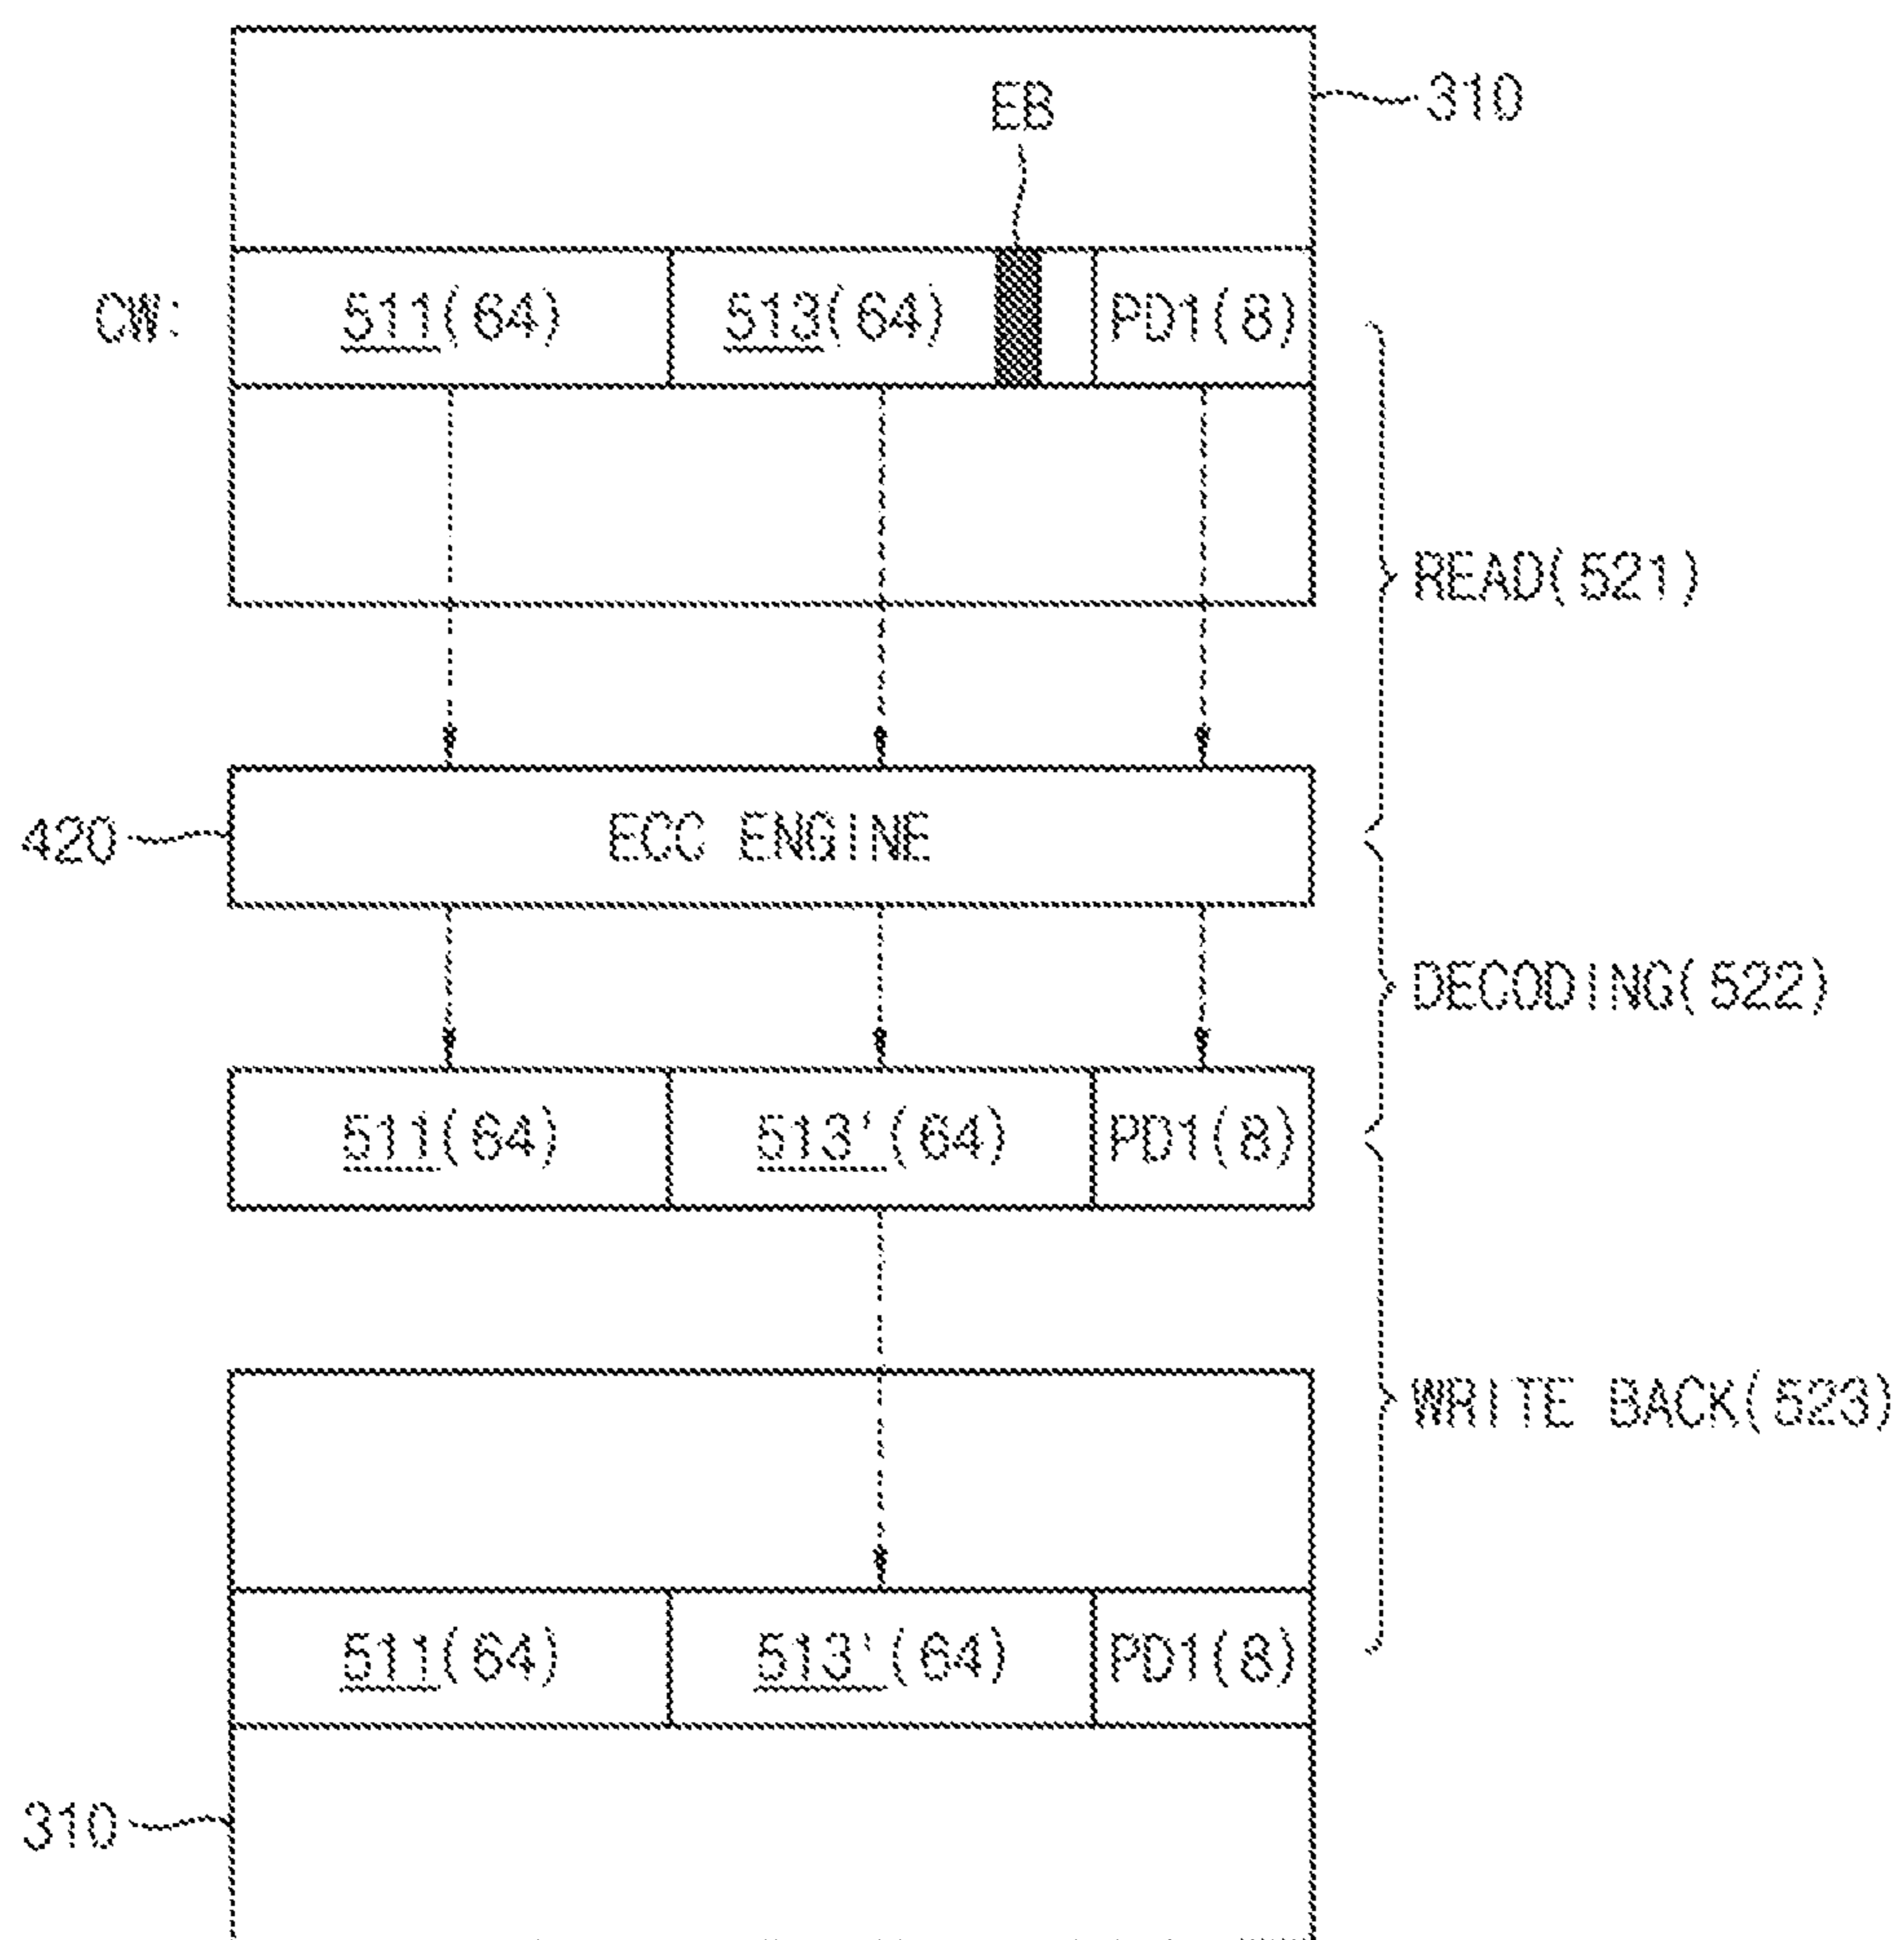 EB
310
CW: 511(64) 513(64) PD1(8)
READ(521)
420
ECC ENGINE
DECODING(522)
511(64) 513'(64) PD1(8)
WRITE BACK(523)
511(64) 513'(64) PD1(8)
310